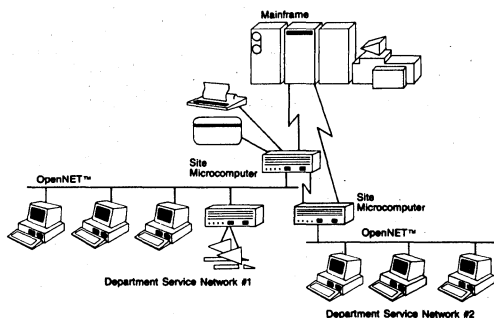 Mainframe
Site
Microcomputer
OpenNET™
Site
Microcomputer
OpenNET™
Department Service Network #1
Department Service Network #2